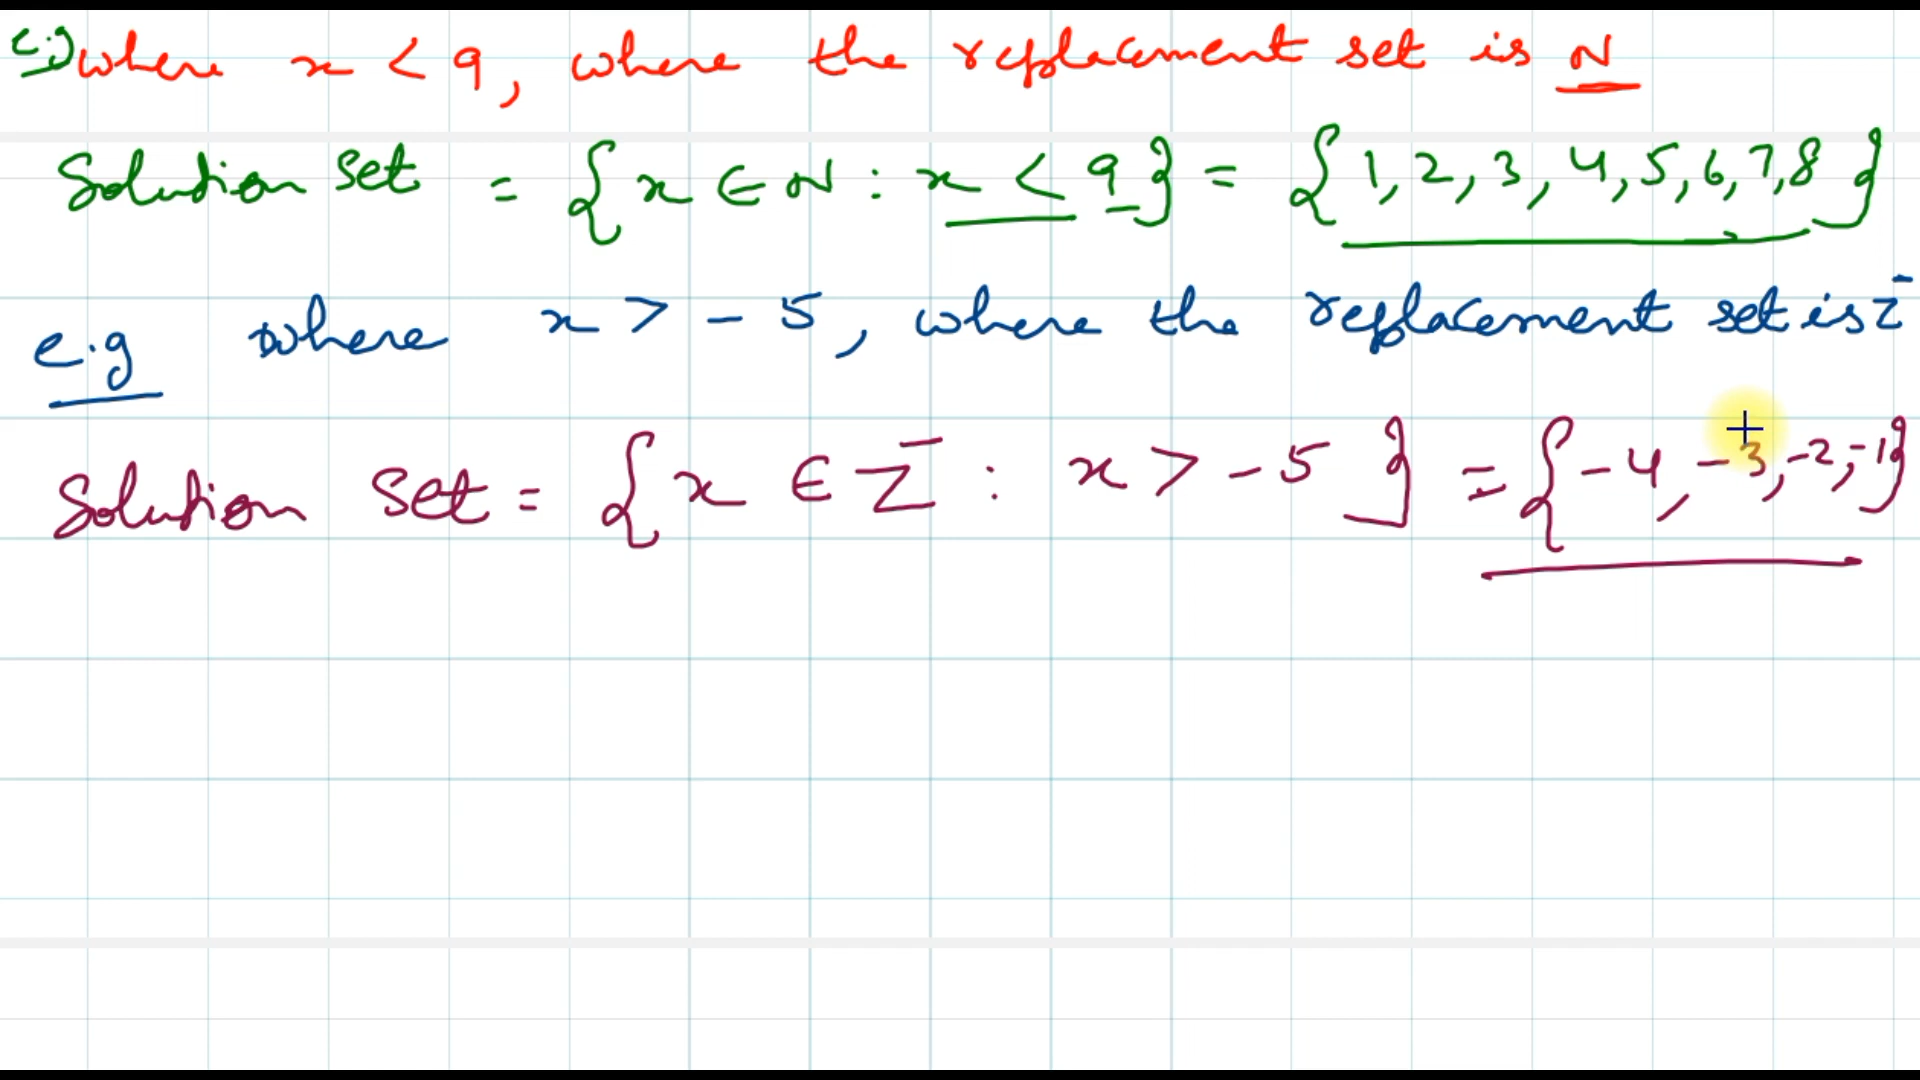 e.g where x < 9, where the replacement set is N
Solution set = {x ∈ N : x < 9} = {1,2,3,4,5,6,7,8}
e.g where x > -5, where the replacement set is Z⁻
Solution set = {x ∈ Z⁻ : x > -5} = {-4, -3, -2, -1}